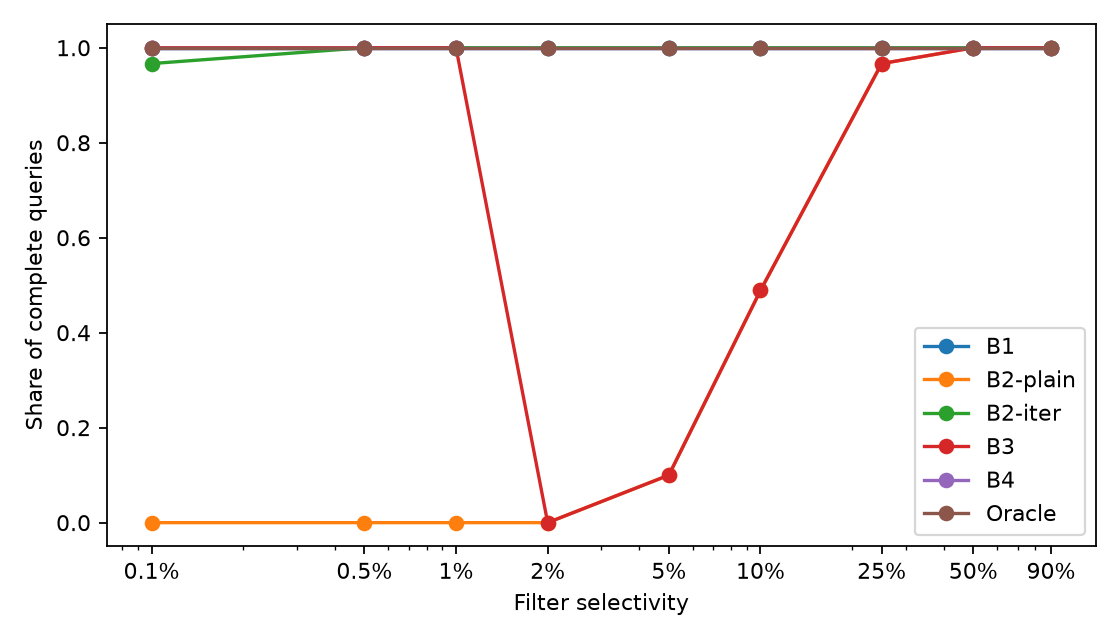 1.0
0.8
0.6
0.4
0.2
0.0
Share of complete queries
0.1%
0.5%
1%
2%
5%
10%
25%
50%
90%
Filter selectivity
B1
B2-plain
B2-iter
B3
B4
Oracle